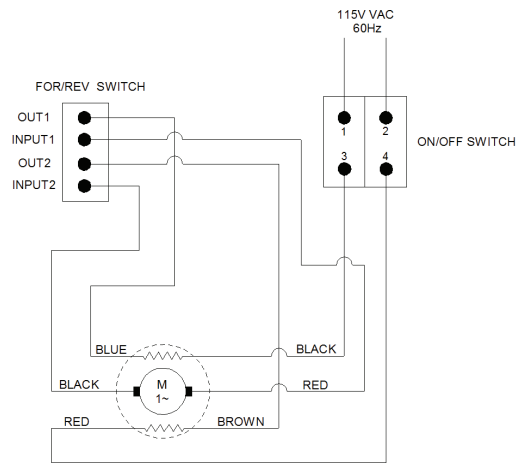 115V VAC
60Hz
FOR/REV SWITCH
OUT1
INPUT1
OUT2
INPUT2
1
2
3
4
ON/OFF SWITCH
BLUE
BLACK
BLACK
M
1~
RED
RED
BROWN